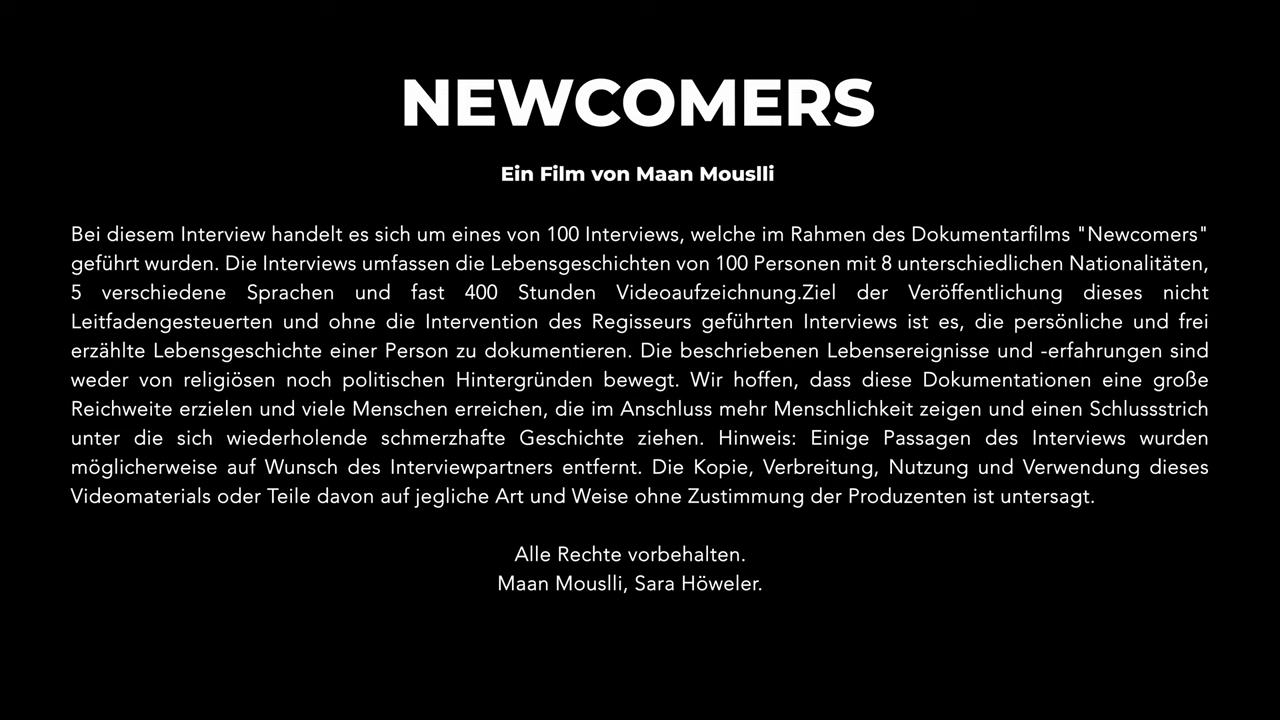 NEWCOMERS
Ein Film von Maan Mouslli
Bei diesem Interview handelt es sich um eines von 100 Interviews, welche im Rahmen des Dokumentarfilms "Newcomers"
geführt wurden. Die Interviews umfassen die Lebensgeschichten von 100 Personen mit 8 unterschiedlichen Nationalitäten,
5 verschiedene Sprachen und fast 400 Stunden Videoaufzeichnung.Ziel der Veröffentlichung dieses nicht
Leitfadengesteuerten und ohne die Intervention des Regisseurs geführten Interviews ist es, die persönliche und frei
erzählte Lebensgeschichte einer Person zu dokumentieren. Die beschriebenen Lebensereignisse und -erfahrungen sind
weder von religiösen noch politischen Hintergründen bewegt. Wir hoffen, dass diese Dokumentationen eine große
Reichweite erzielen und viele Menschen erreichen, die im Anschluss mehr Menschlichkeit zeigen und einen Schlussstrich
unter die sich wiederholende schmerzhafte Geschichte ziehen. Hinweis: Einige Passagen des Interviews wurden
möglicherweise auf Wunsch des Interviewpartners entfernt. Die Kopie, Verbreitung, Nutzung und Verwendung dieses
Videomaterials oder Teile davon auf jegliche Art und Weise ohne Zustimmung der Produzenten ist untersagt.
Alle Rechte vorbehalten.
Maan Mouslli, Sara Höweler.